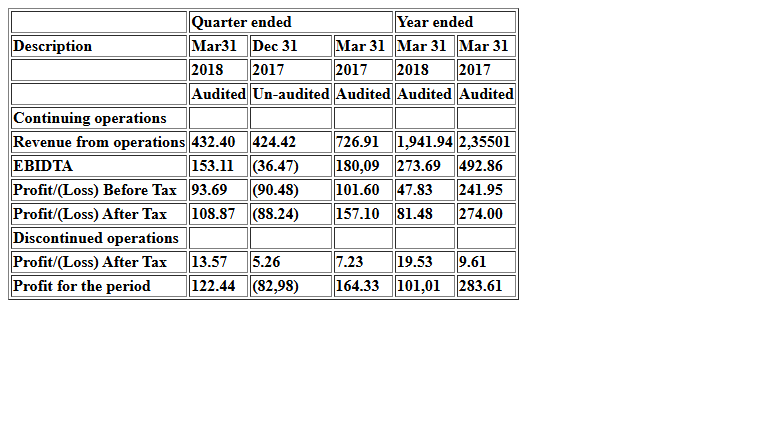 Quarter ended Year ended
Description Mar31 Dec 31 Mar 31 Mar 31 Mar 31
2018 2017 2017 2018 2017
Audited Un-audited Audited Audited Audited
Continuing operations
Revenue from operations 432.40 424.42 726.91 1,941.94 2,35501
EBIDTA 153.11 (36.47) 180,09 273.69 492.86
Profit/(Loss) Before Tax 93.69 (90.48) 101.60 47.83 241.95
Profit/(Loss) After Tax 108.87 (88.24) 157.10 81.48 274.00
Discontinued operations
Profit/(Loss) After Tax 13.57 5.26 7.23 19.53 9.61
Profit for the period 122.44 (82,98) 164.33 101,01 283.61